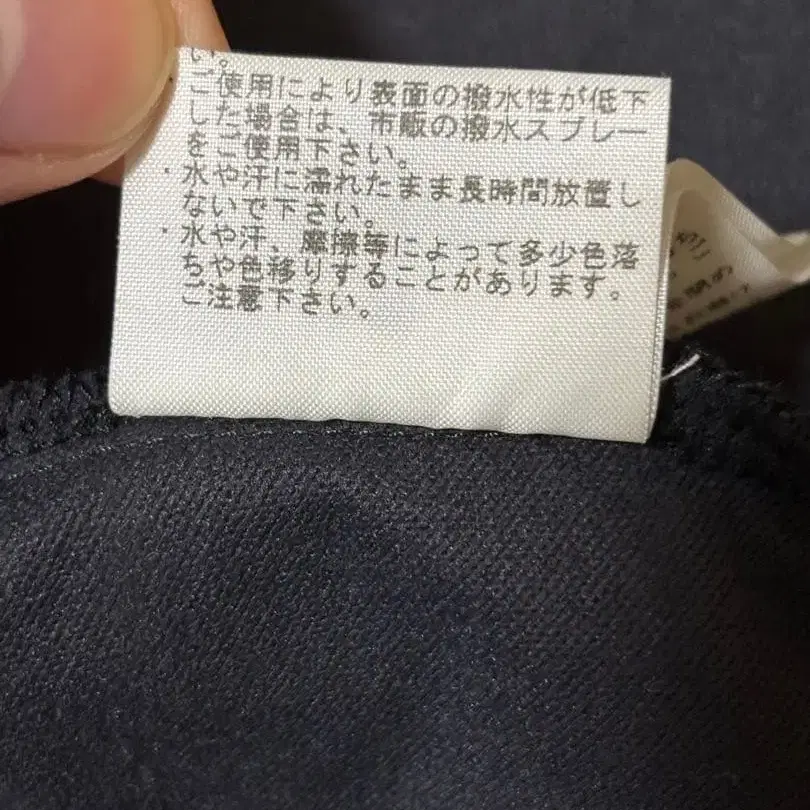 い。
ご使用により表面の撥水性が低下
した場合は、市販の撥水スプレー
をご使用下さい。
・水や汗に濡れたまま長時間放置し
ないで下さい。
・水や汗、摩擦等によって多少色落
ちや色移りすることがあります。
ご注意下さい。